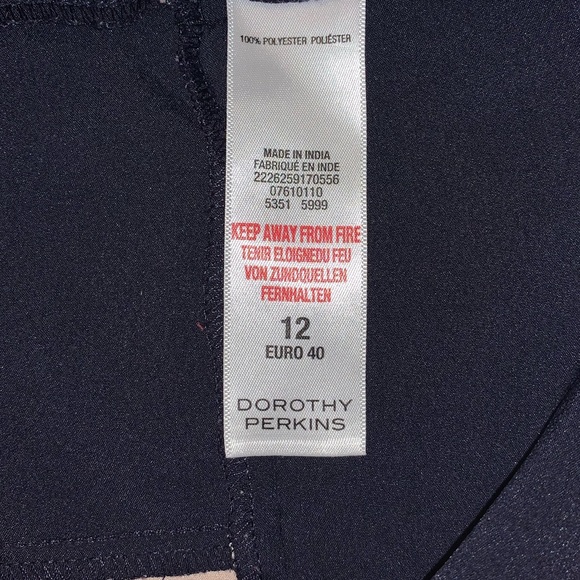 100% POLYESTER POLIÉSTER
MADE IN INDIA
FABRIQUÉ EN INDE
2226259170556
07610110
5351 5999
KEEP AWAY FROM FIRE
TENIR ELOIGNEDU FEU
VON ZUNDQUELLEN
FERNHALTEN
12
EURO 40
DOROTHY
PERKINS